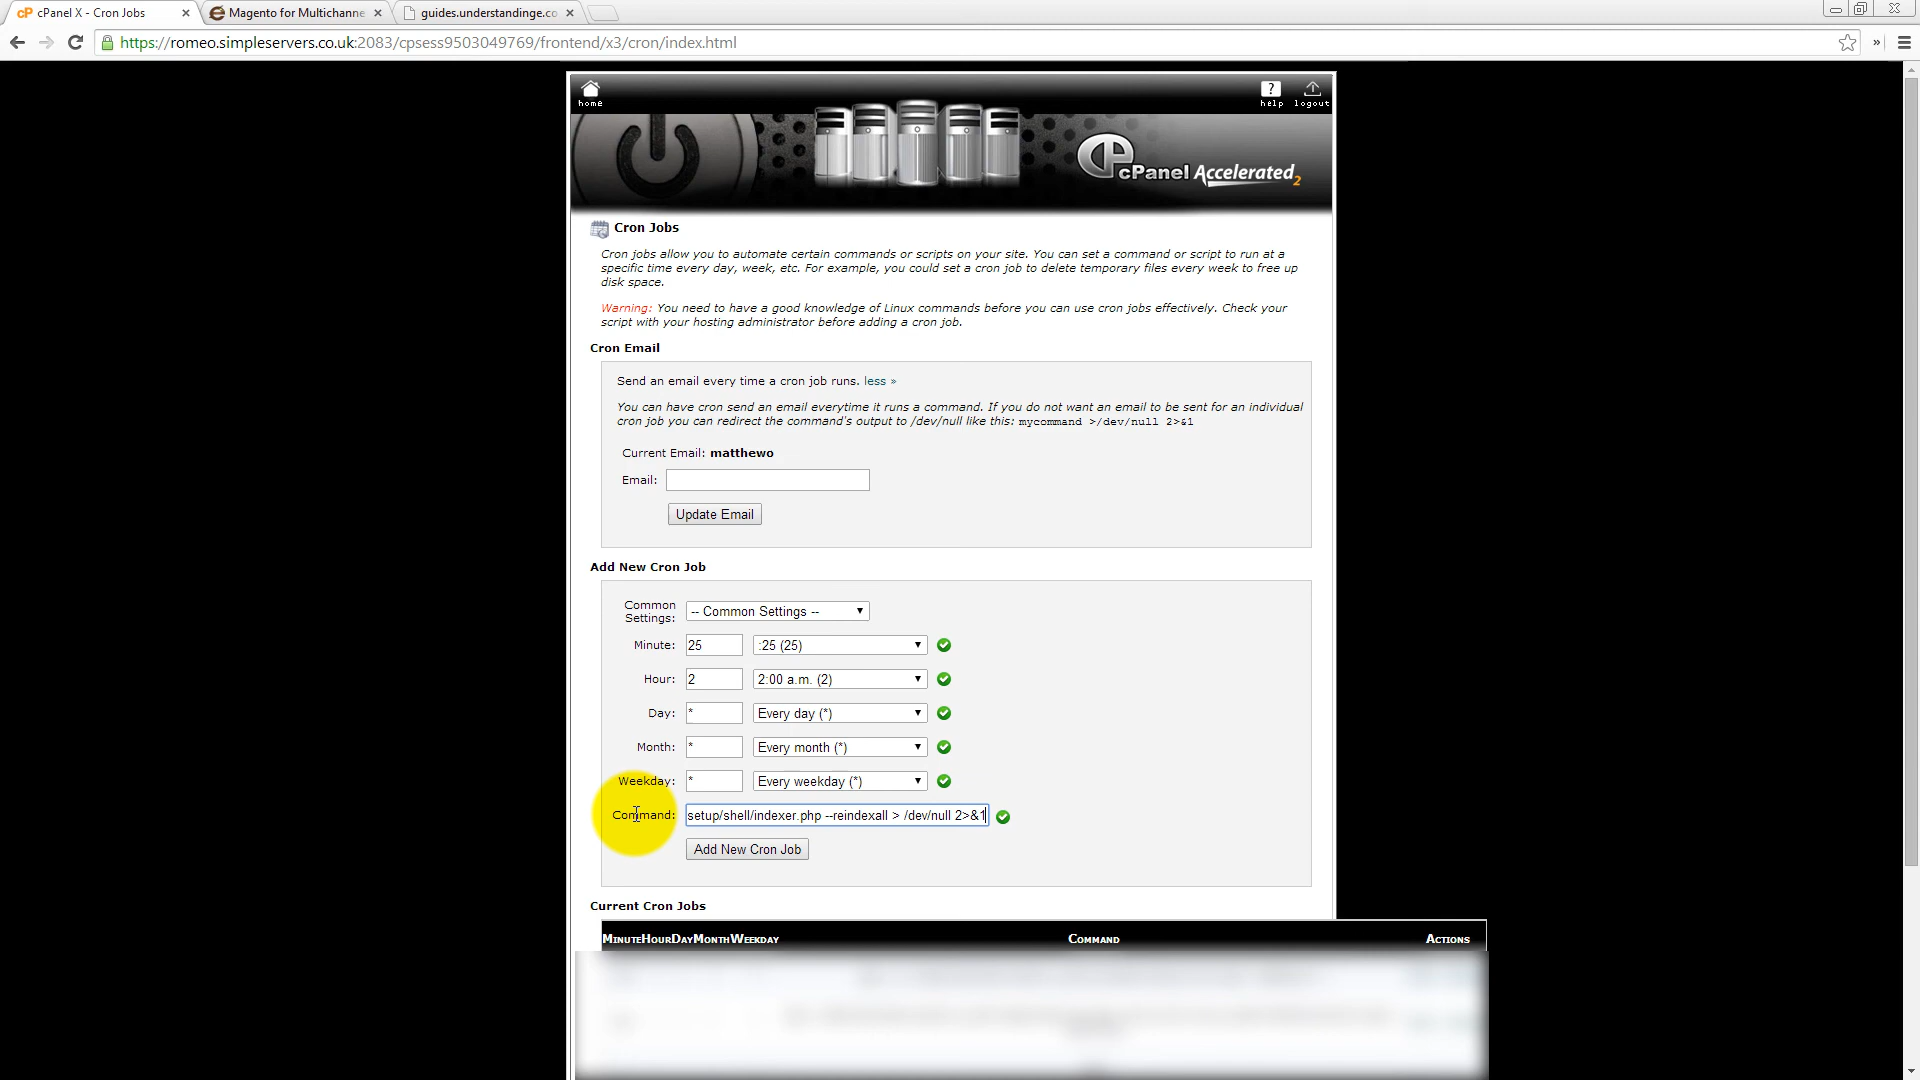 cPanel X - Cron Jobs
Magento for Multichanne
guides.understandinge.co
https://romeo.simpleservers.co.uk:2083/cpsess9503049769/frontend/x3/cron/index.html
home
help
logout
cPanel Accelerated2
Cron Jobs
Cron jobs allow you to automate certain commands or scripts on your site. You can set a command or script to run at a
specific time every day, week, etc. For example, you could set a cron job to delete temporary files every week to free up
disk space.
Warning: You need to have a good knowledge of Linux commands before you can use cron jobs effectively. Check your
script with your hosting administrator before adding a cron job.
Cron Email
Send an email every time a cron job runs. less »
You can have cron send an email everytime it runs a command. If you do not want an email to be sent for an individual
cron job you can redirect the command's output to /dev/null like this: mycommand >/dev/null 2>&1
Current Email: matthewo
Email:
Update Email
Add New Cron Job
Common
Settings:
-- Common Settings --
Minute: 25 :25 (25)
Hour: 2 2:00 a.m. (2)
Day: * Every day (*)
Month: * Every month (*)
Weekday: * Every weekday (*)
Command: setup/shell/indexer.php --reindexall > /dev/null 2>&1
Add New Cron Job
Current Cron Jobs
MINUTEHOURDAYMONTHWEEKDAY COMMAND ACTIONS